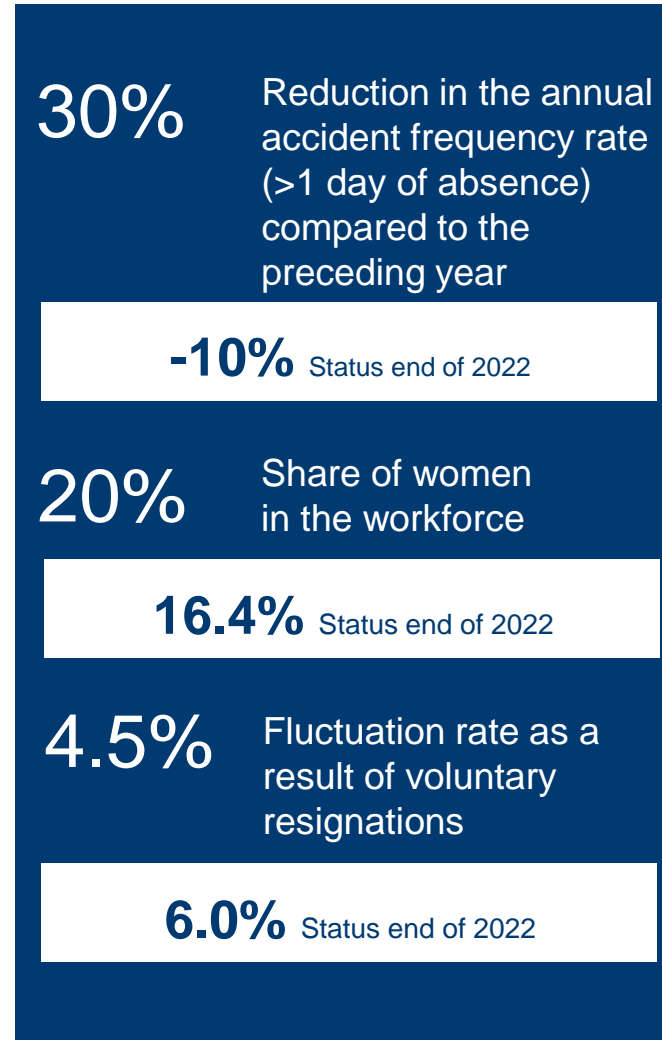 30%
Reduction in the annual
accident frequency rate
(>1 day of absence)
compared to the
preceding year
-10% Status end of 2022
20%
Share of women
in the workforce
16.4% Status end of 2022
4.5%
Fluctuation rate as a
result of voluntary
resignations
6.0% Status end of 2022